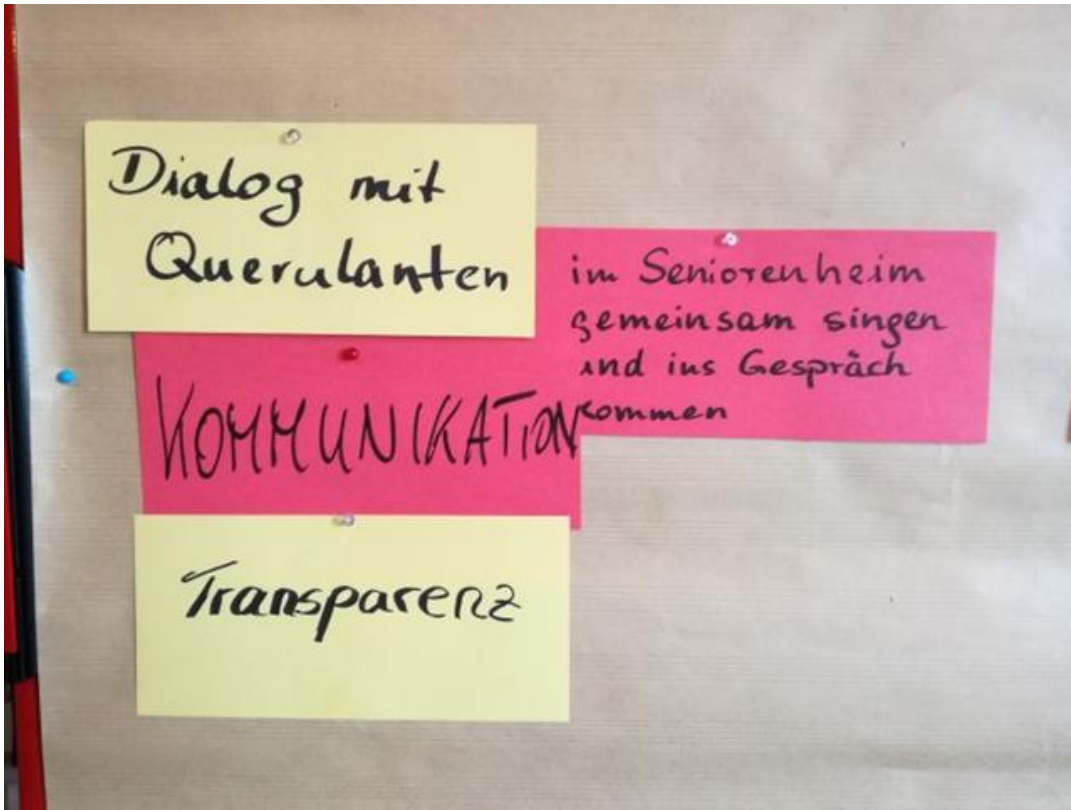 Dialog mit
Querulanten
im Seniorenheim
gemeinsam singen
und ins Gespräch
kommen
KOMMUNIKATION
Transparenz